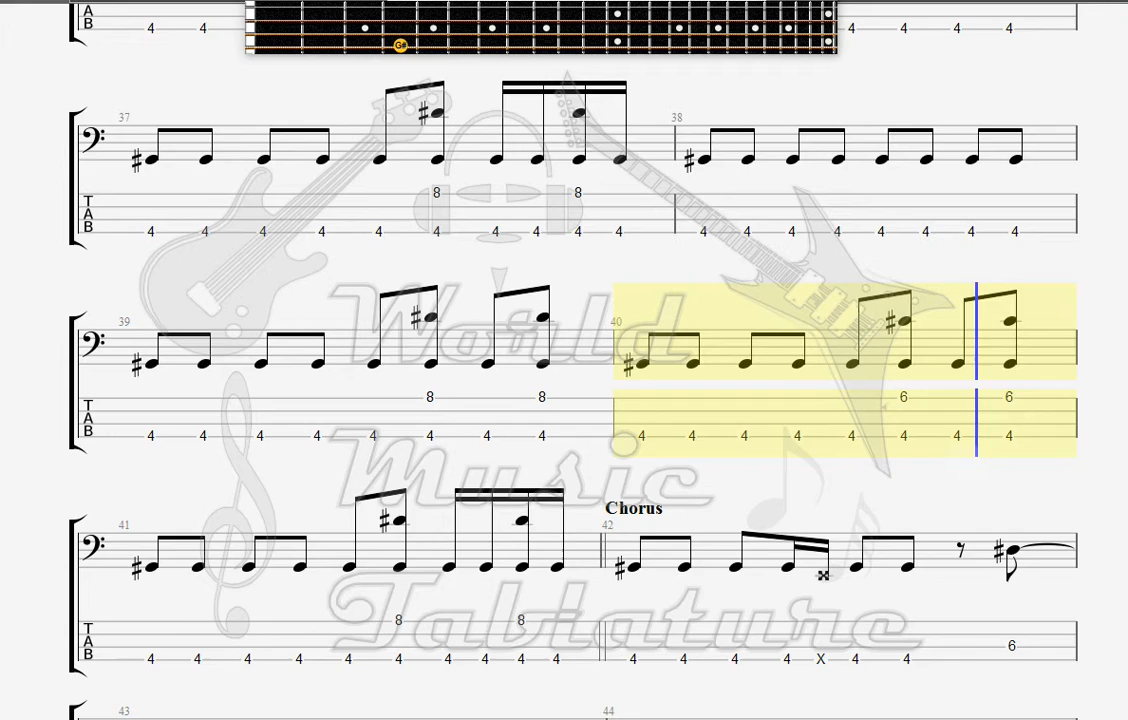 A
B 4 4 4 4 4 4 4 4
G#
37 38
8 8
T
A
B 4 4 4 4 4 4 4 4 4 4 4 4 4 4 4 4 4 4
39 40
8 8 6 6
T
A
B 4 4 4 4 4 4 4 4 4 4 4 4 4 4 4 4
Chorus
41 42
8 8
T
A 6
B 4 4 4 4 4 4 4 4 4 4 4 4 4 4 X 4 4
43 44
World
Music
Tablature